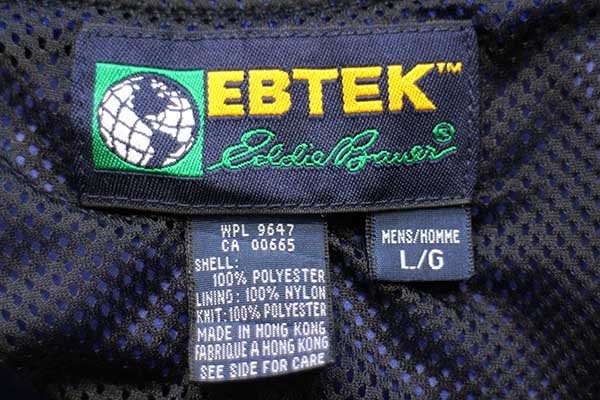 EBTEK™
Eddie Bauer®
WPL 9647
CA 00665
SHELL:
100% POLYESTER
LINING: 100% NYLON
KNIT: 100% POLYESTER
MADE IN HONG KONG
FABRIQUE A HONG KONG
SEE SIDE FOR CARE
MENS/HOMME
L/G